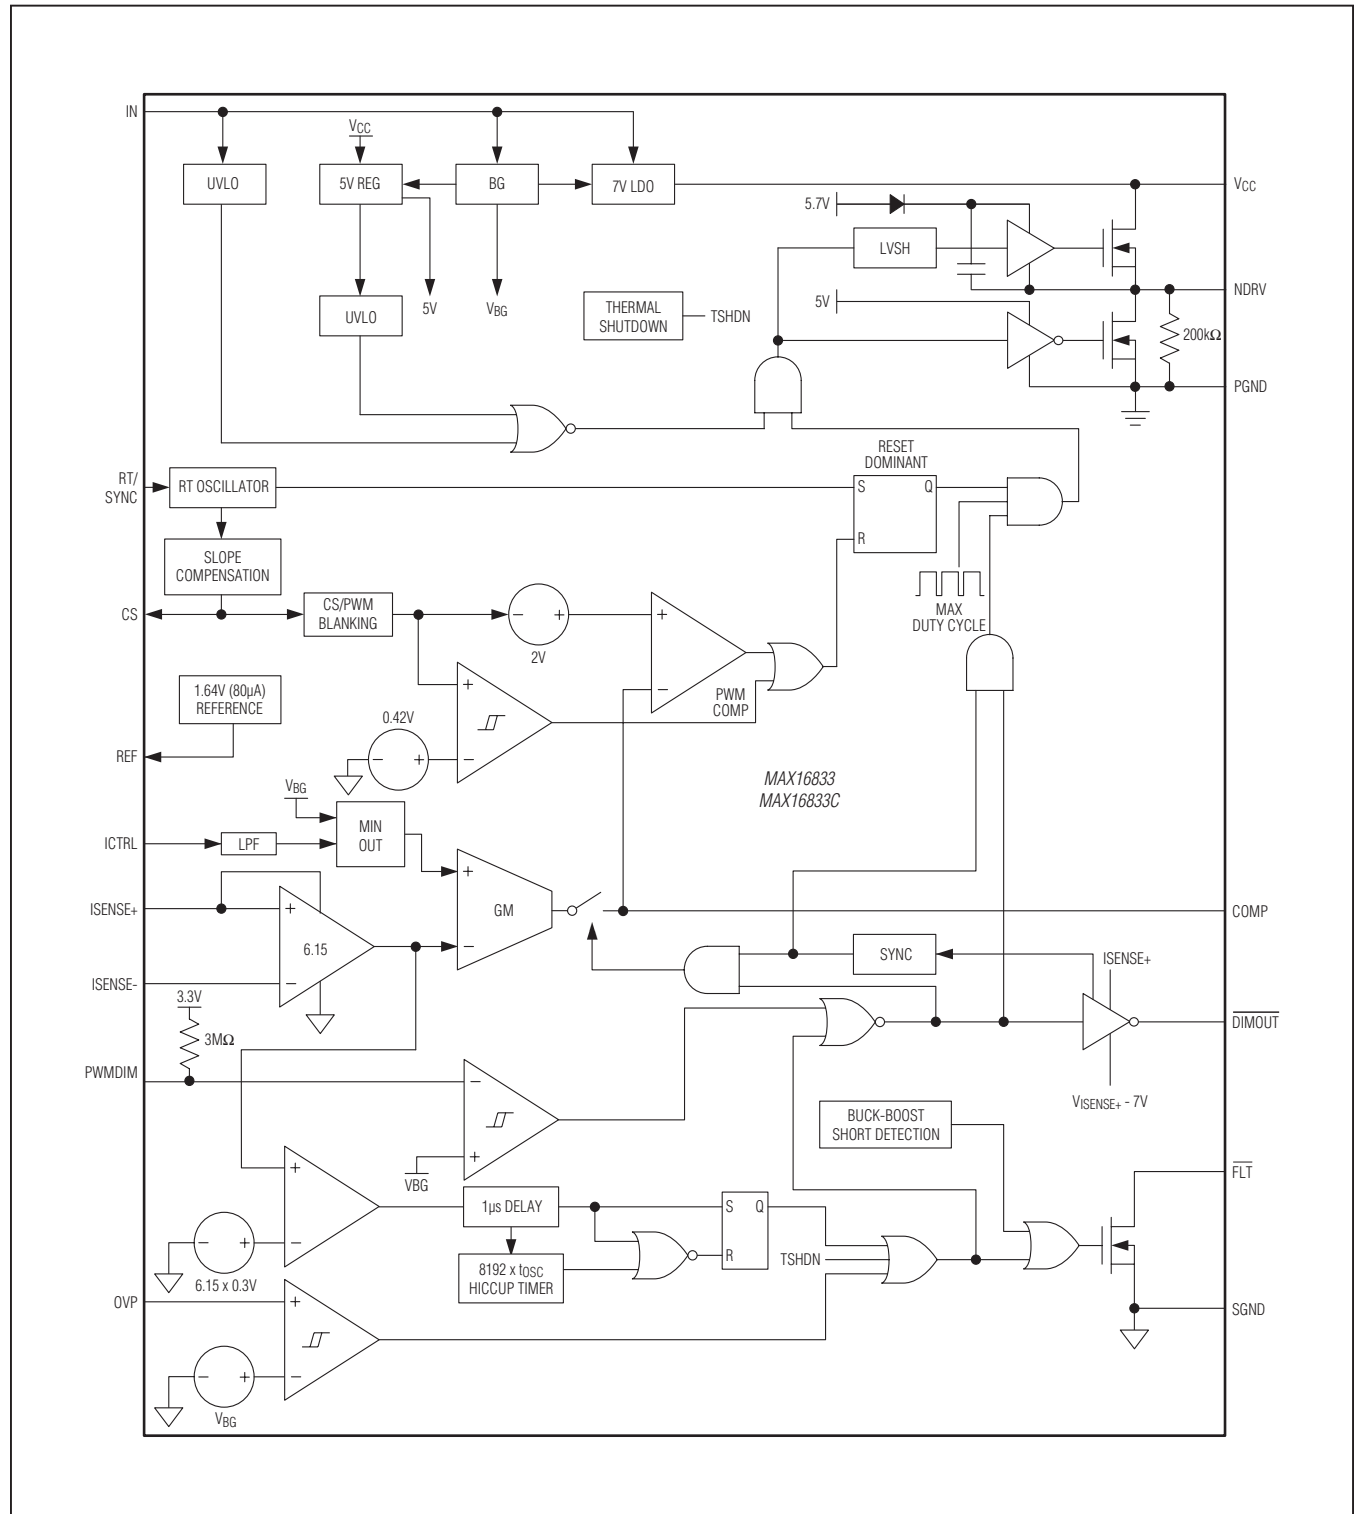 IN
VCC
UVLO
5V REG
BG
7V LDO
VCC
5.7V
LVSH
5V
VBG
UVLO
THERMAL
SHUTDOWN
TSHDN
5V
NDRV
200kΩ
PGND
RT/
SYNC
RT OSCILLATOR
RESET
DOMINANT
S
Q
R
SLOPE
COMPENSATION
CS
CS/PWM
BLANKING
−
+
2V
+
−
PWM
COMP
MAX
DUTY CYCLE
1.64V (80µA)
REFERENCE
REF
0.42V
−
+
+
−
MAX16833
MAX16833C
VBG
MIN
OUT
ICTRL
LPF
+
−
GM
ISENSE+
+
−
6.15
ISENSE-
COMP
SYNC
ISENSE+
3.3V
3MΩ
DIMOUT
PWMDIM
−
+
VISENSE+ - 7V
BUCK-BOOST
SHORT DETECTION
VBG
FLT
+
−
1µs DELAY
S
Q
R
8192 x tOSC
HICCUP TIMER
TSHDN
−
+
6.15 x 0.3V
OVP
+
−
SGND
−
+
VBG